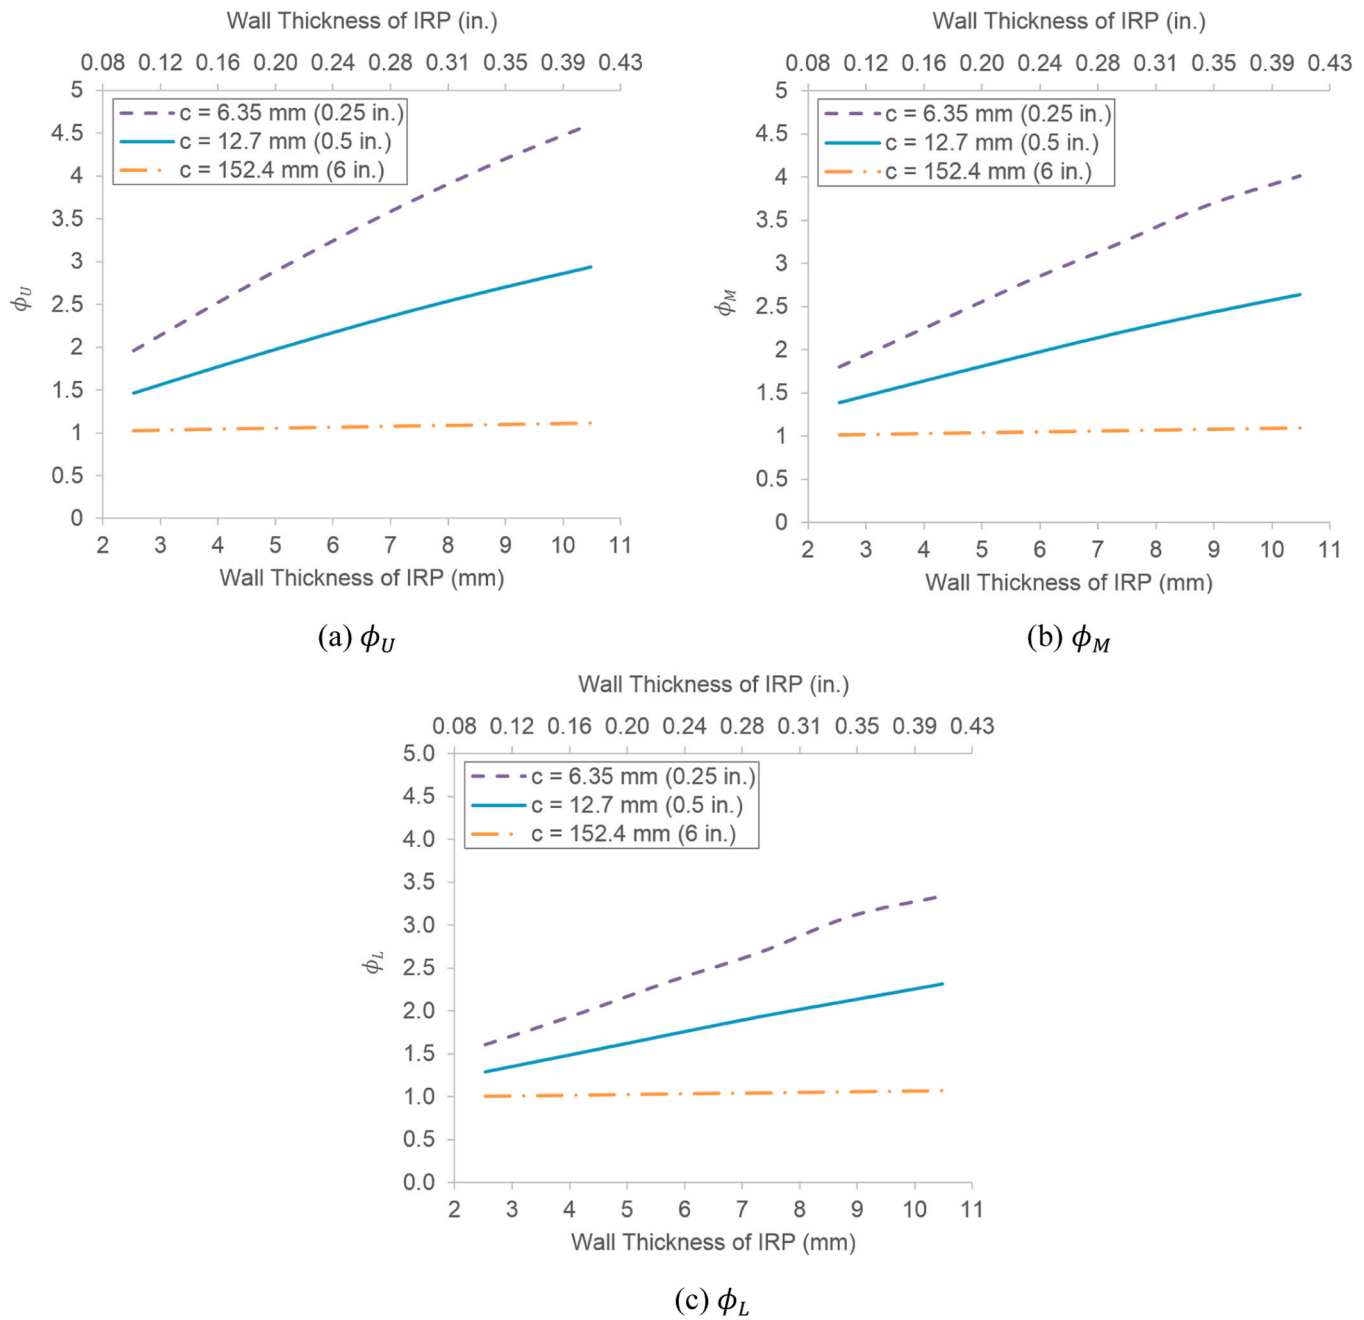 Wall Thickness of IRP (in.)
0.08 0.12 0.16 0.20 0.24 0.28 0.31 0.35 0.40 0.43
5
4.5
4
3.5
3
2.5
2
1.5
1
0.5
0
ϕU
c = 6.35 mm (0.25 in.)
c = 12.7 mm (0.5 in.)
c = 152.4 mm (6 in.)
2 3 4 5 6 7 8 9 10 11
Wall Thickness of IRP (mm)
(a) ϕU
Wall Thickness of IRP (in.)
0.08 0.12 0.16 0.20 0.24 0.28 0.31 0.35 0.39 0.43
5
4.5
4
3.5
3
2.5
2
1.5
1
0.5
0
ϕM
c = 6.35 mm (0.25 in.)
c = 12.7 mm (0.5 in.)
c = 152.4 mm (6 in.)
2 3 4 5 6 7 8 9 10 11
Wall Thickness of IRP (mm)
(b) ϕM
Wall Thickness of IRP (in.)
0.08 0.12 0.16 0.20 0.24 0.28 0.31 0.35 0.39 0.43
5.0
4.5
4.0
3.5
3.0
2.5
2.0
1.5
1.0
0.5
0.0
ϕL
c = 6.35 mm (0.25 in.)
c = 12.7 mm (0.5 in.)
c = 152.4 mm (6 in.)
2 3 4 5 6 7 8 9 10 11
Wall Thickness of IRP (mm)
(c) ϕL